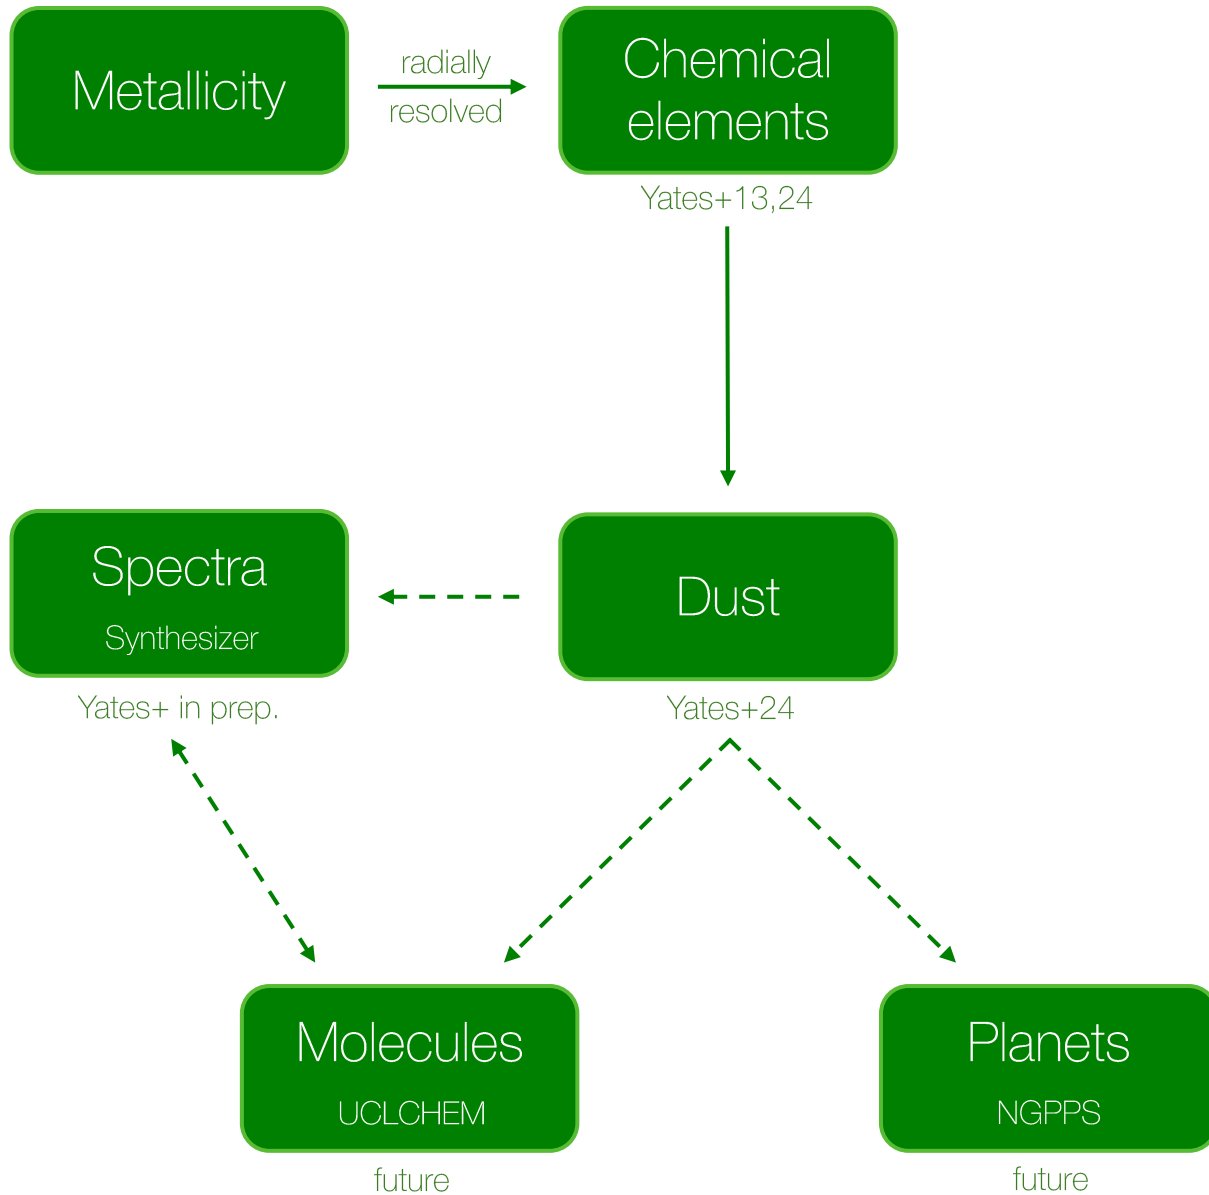 Metallicity
radially
resolved
Chemical
elements
Yates+13,24
Spectra
Synthesizer
Yates+ in prep.
Dust
Yates+24
Molecules
UCLCHEM
future
Planets
NGPPS
future